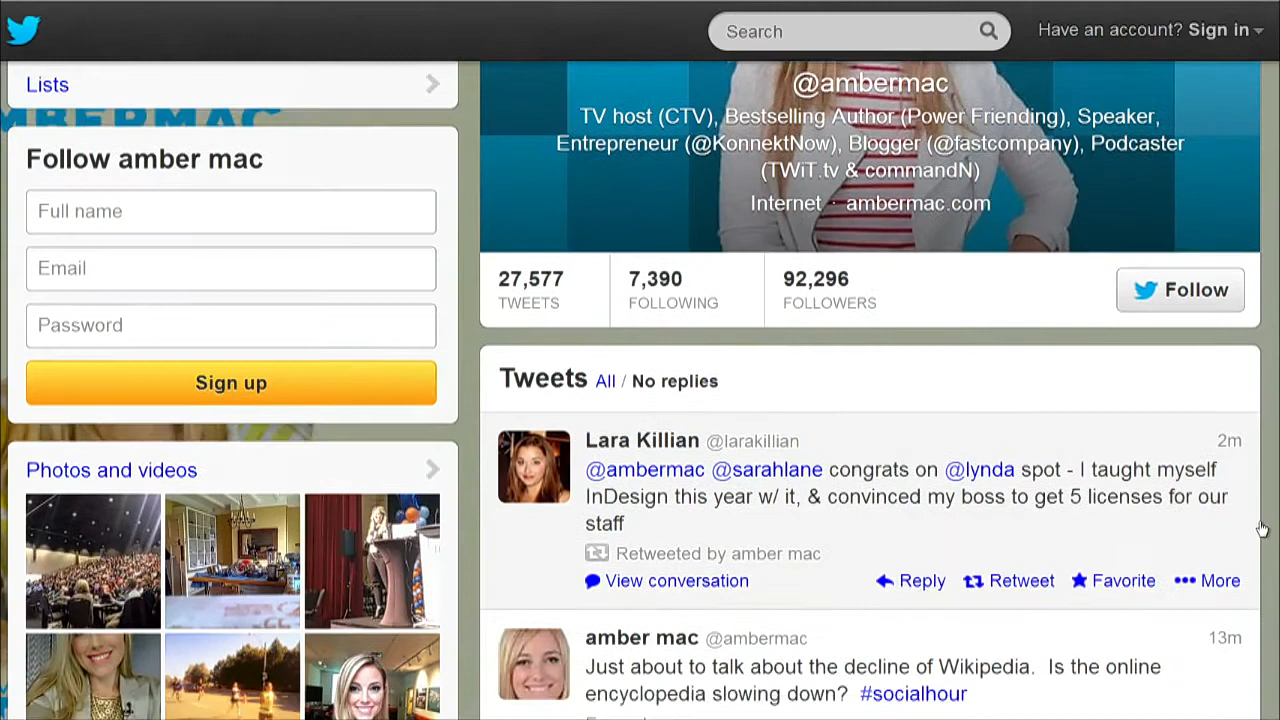 Search
Have an account? Sign in
Lists
BERMAC
Follow amber mac
Full name
Email
Password
Sign up
Photos and videos
@ambermac
TV host (CTV), Bestselling Author (Power Friending), Speaker,
Entrepreneur (@KonnektNow), Blogger (@fastcompany), Podcaster
(TWiT.tv & commandN)
Internet · ambermac.com
27,577 7,390 92,296
TWEETS FOLLOWING FOLLOWERS
Follow
Tweets All / No replies
Lara Killian @larakillian 2m
@ambermac @sarahlane congrats on @lynda spot - I taught myself
InDesign this year w/ it, & convinced my boss to get 5 licenses for our
staff
Retweeted by amber mac
View conversation Reply Retweet Favorite More
amber mac @ambermac 13m
Just about to talk about the decline of Wikipedia. Is the online
encyclopedia slowing down? #socialhour